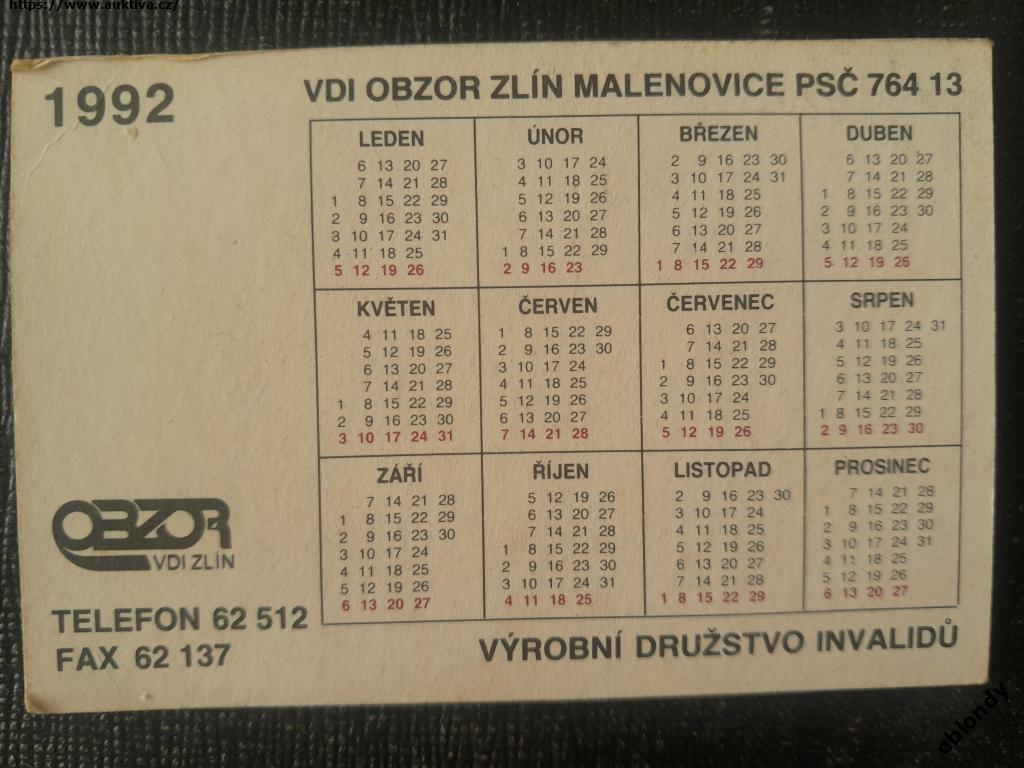 https://www.auktiva.cz/
1992
VDI OBZOR ZLÍN MALENOVICE PSČ 764 13
LEDEN
6 13 20 27
7 14 21 28
1 8 15 22 29
2 9 16 23 30
3 10 17 24 31
4 11 18 25
5 12 19 26
ÚNOR
3 10 17 24
4 11 18 25
5 12 19 26
6 13 20 27
7 14 21 28
1 8 15 22 29
2 9 16 23
BŘEZEN
2 9 16 23 30
3 10 17 24 31
4 11 18 25
5 12 19 26
6 13 20 27
7 14 21 28
1 8 15 22 29
DUBEN
6 13 20 27
7 14 21 28
1 8 15 22 29
2 9 16 23 30
3 10 17 24
4 11 18 25
5 12 19 26
KVĚTEN
4 11 18 25
5 12 19 26
6 13 20 27
7 14 21 28
1 8 15 22 29
2 9 16 23 30
3 10 17 24 31
ČERVEN
1 8 15 22 29
2 9 16 23 30
3 10 17 24
4 11 18 25
5 12 19 26
6 13 20 27
7 14 21 28
ČERVENEC
6 13 20 27
7 14 21 28
1 8 15 22 29
2 9 16 23 30
3 10 17 24
4 11 18 25
5 12 19 26
SRPEN
3 10 17 24 31
4 11 18 25
5 12 19 26
6 13 20 27
7 14 21 28
1 8 15 22 29
2 9 16 23 30
ZÁŘÍ
7 14 21 28
1 8 15 22 29
2 9 16 23 30
3 10 17 24
4 11 18 25
5 12 19 26
6 13 20 27
ŘÍJEN
5 12 19 26
6 13 20 27
7 14 21 28
1 8 15 22 29
2 9 16 23 30
3 10 17 24 31
4 11 18 25
LISTOPAD
2 9 16 23 30
3 10 17 24
4 11 18 25
5 12 19 26
6 13 20 27
7 14 21 28
1 8 15 22 29
PROSINEC
7 14 21 28
1 8 15 22 29
2 9 16 23 30
3 10 17 24 31
4 11 18 25
5 12 19 26
6 13 20 27
OBZOR
VDI ZLÍN
TELEFON 62 512
FAX 62 137
VÝROBNÍ DRUŽSTVO INVALIDŮ
eblondy